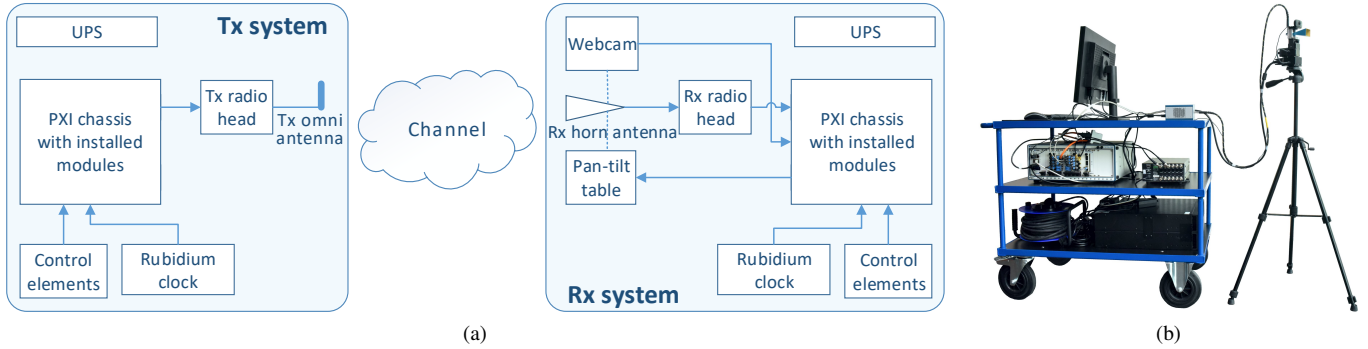 UPS
Tx system
PXI chassis
with installed
modules
Tx radio
head
Tx omni
antenna
Control
elements
Rubidium
clock
Channel
Webcam
UPS
Rx horn antenna
Rx radio
head
PXI chassis
with installed
modules
Pan-tilt
table
Rx system
Rubidium
clock
Control
elements
(a)
(b)